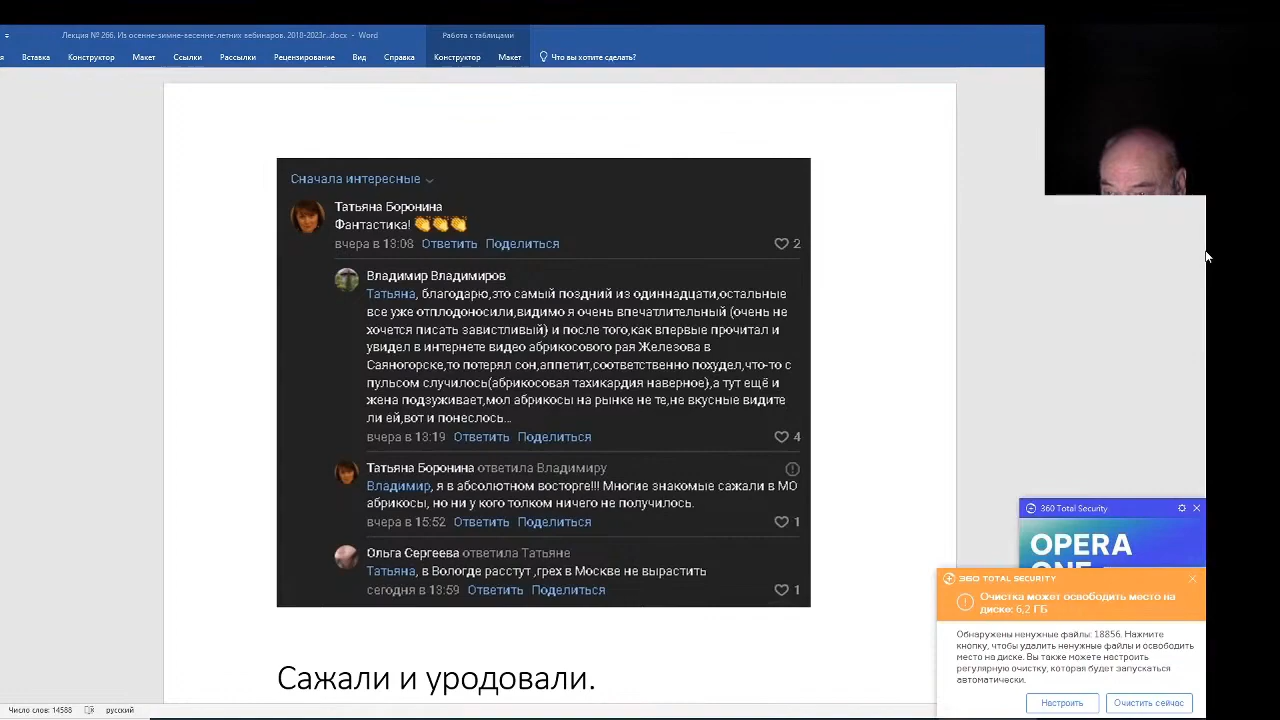 Лекция № 266. Из осенне-зимне-весенне-летних вебинаров. 2010-2023г..docx - Word
Работа с таблицами
я Вставка Конструктор Макет Ссылки Рассылки Рецензирование Вид Справка Конструктор Макет Что вы хотите сделать?
Сначала интересные
Татьяна Боронина
Фантастика! 👏👏👏
вчера в 13:08 Ответить Поделиться 2
Владимир Владимиров
Татьяна, благодарю,это самый поздний из одиннадцати,остальные
все уже отплодоносили,видимо я очень впечатлительный (очень не
хочется писать завистливый) и после того,как впервые прочитал и
увидел в интернете видео абрикосового рая Железова в
Саяногорске,то потерял сон,аппетит,соответственно похудел,что-то с
пульсом случилось(абрикосовая тахикардия наверное),а тут ещё и
жена подзуживает,мол абрикосы на рынке не те,не вкусные видите
ли ей,вот и понеслось...
вчера в 13:19 Ответить Поделиться 4
Татьяна Боронина ответила Владимиру
Владимир, я в абсолютном восторге!!! Многие знакомые сажали в МО
абрикосы, но ни у кого толком ничего не получилось.
вчера в 15:52 Ответить Поделиться 1
Ольга Сергеева ответила Татьяне
Татьяна, в Вологде расстут ,грех в Москве не вырастить
сегодня в 13:59 Ответить Поделиться 1
Сажали и уродовали.
360 Total Security
OPERA
360 TOTAL SECURITY
Очистка может освободить место на
диске: 6,2 ГБ
Обнаружены ненужные файлы: 18856. Нажмите
кнопку, чтобы удалить ненужные файлы и освободить
место на диске. Вы также можете настроить
регулярную очистку, которая будет запускаться
автоматически.
Настроить Очистить сейчас
Число слов: 14588 русский